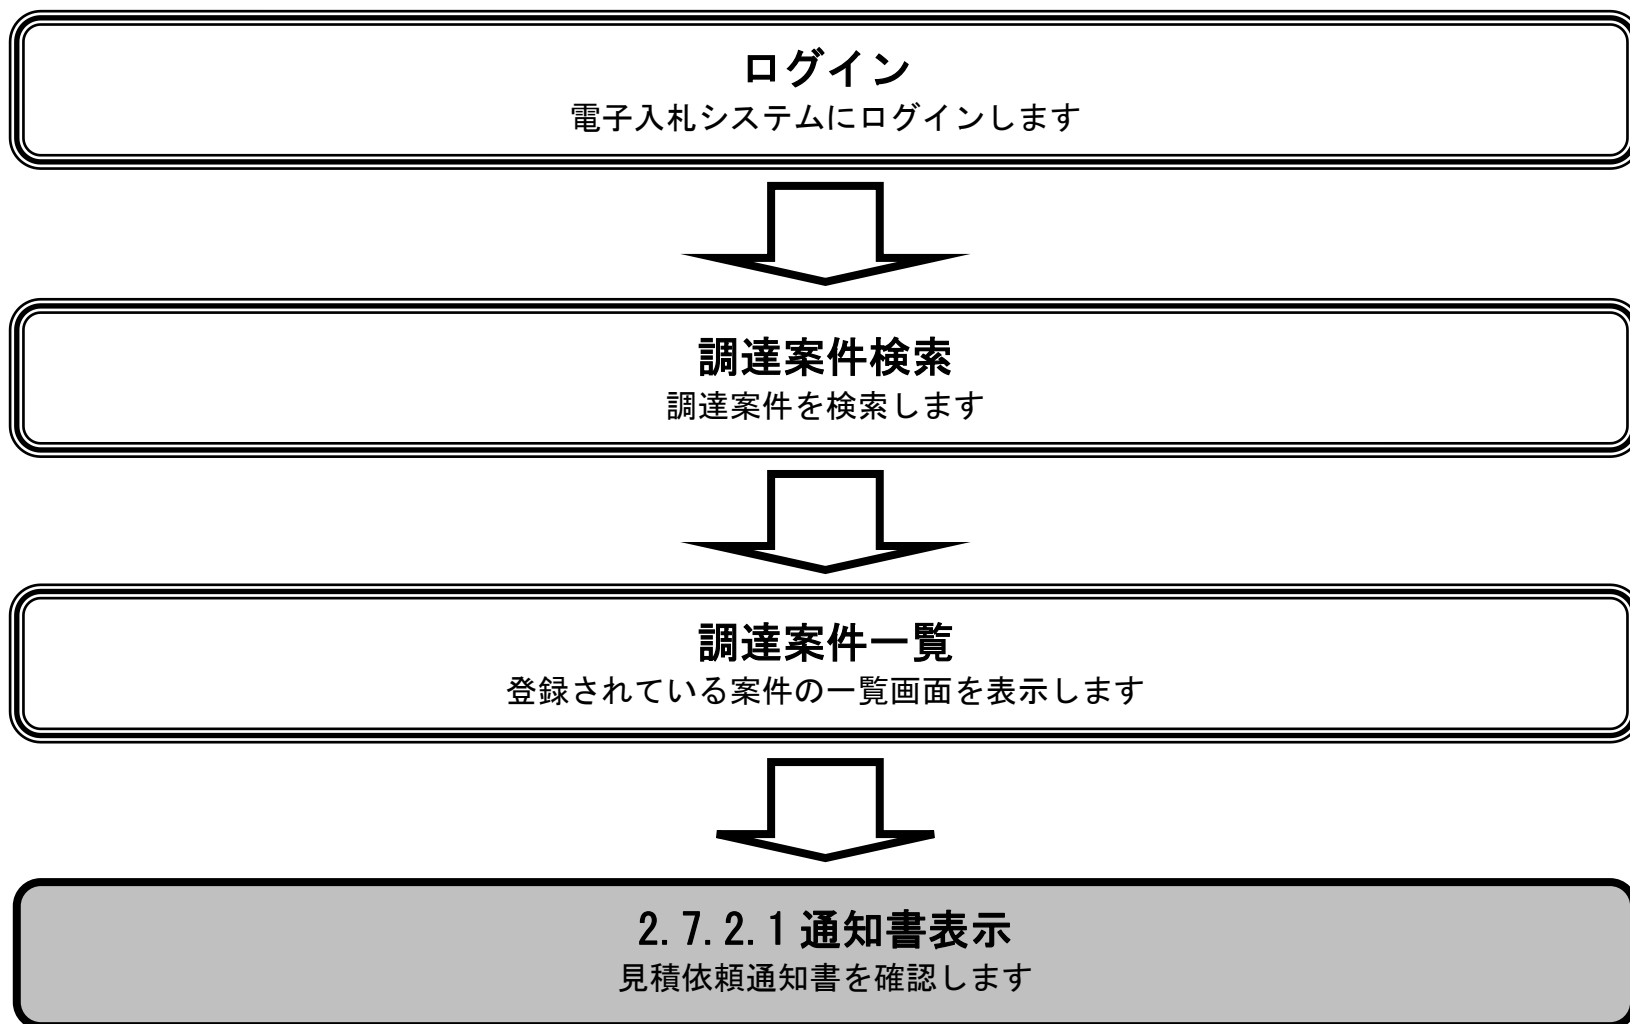 ログイン
電子入札システムにログインします
調達案件検索
調達案件を検索します
調達案件一覧
登録されている案件の一覧画面を表示します
2.7.2.1通知書表示
見積依頼通知書を確認します